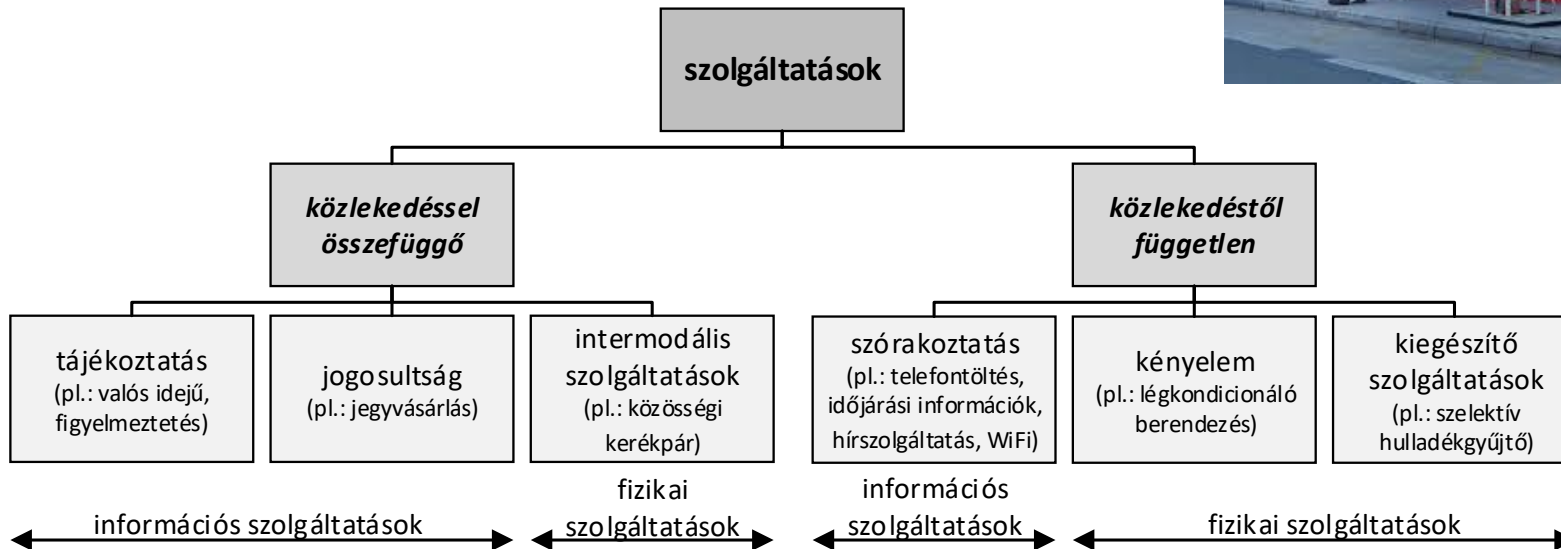 szolgáltatások
közlekedéssel
összefüggő
közlekedéstől
független
tájékoztatás
(pl.: valós idejű,
figyelmeztetés)
jogosultság
(pl.: jegyvásárlás)
intermodális
szolgáltatások
(pl.: közösségi
kerékpár)
szórakoztatás
(pl.: telefontöltés,
időjárási információk,
hírszolgáltatás, WiFi)
kényelem
(pl.: légkondicionáló
berendezés)
kiegészítő
szolgáltatások
(pl.: szelektív
hulladékgyűjtő)
információs szolgáltatások
fizikai
szolgáltatások
információs
szolgáltatások
fizikai szolgáltatások